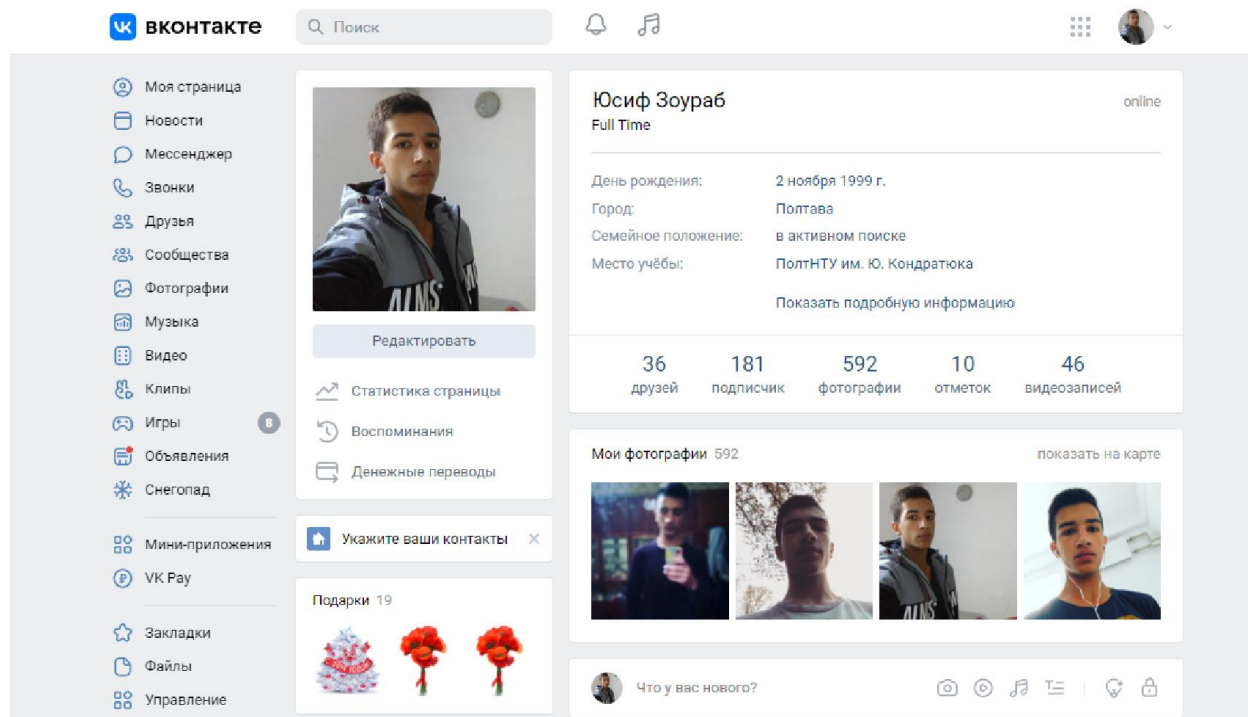 вконтакте
Поиск
Моя страница
Новости
Мессенджер
Звонки
Друзья
Сообщества
Фотографии
Музыка
Видео
Клипы
Игры 8
Объявления
Снегопад
Мини-приложения
VK Pay
Закладки
Файлы
Управление
ALMS
Редактировать
Статистика страницы
Воспоминания
Денежные переводы
Укажите ваши контакты
Подарки 19
Юсиф Зоураб
online
Full Time
День рождения: 2 ноября 1999 г.
Город: Полтава
Семейное положение: в активном поиске
Место учёбы: ПолтНТУ им. Ю. Кондратюка
Показать подробную информацию
36 181 592 10 46
друзей подписчик фотографии отметок видеозаписей
Мои фотографии 592 показать на карте
Что у вас нового?